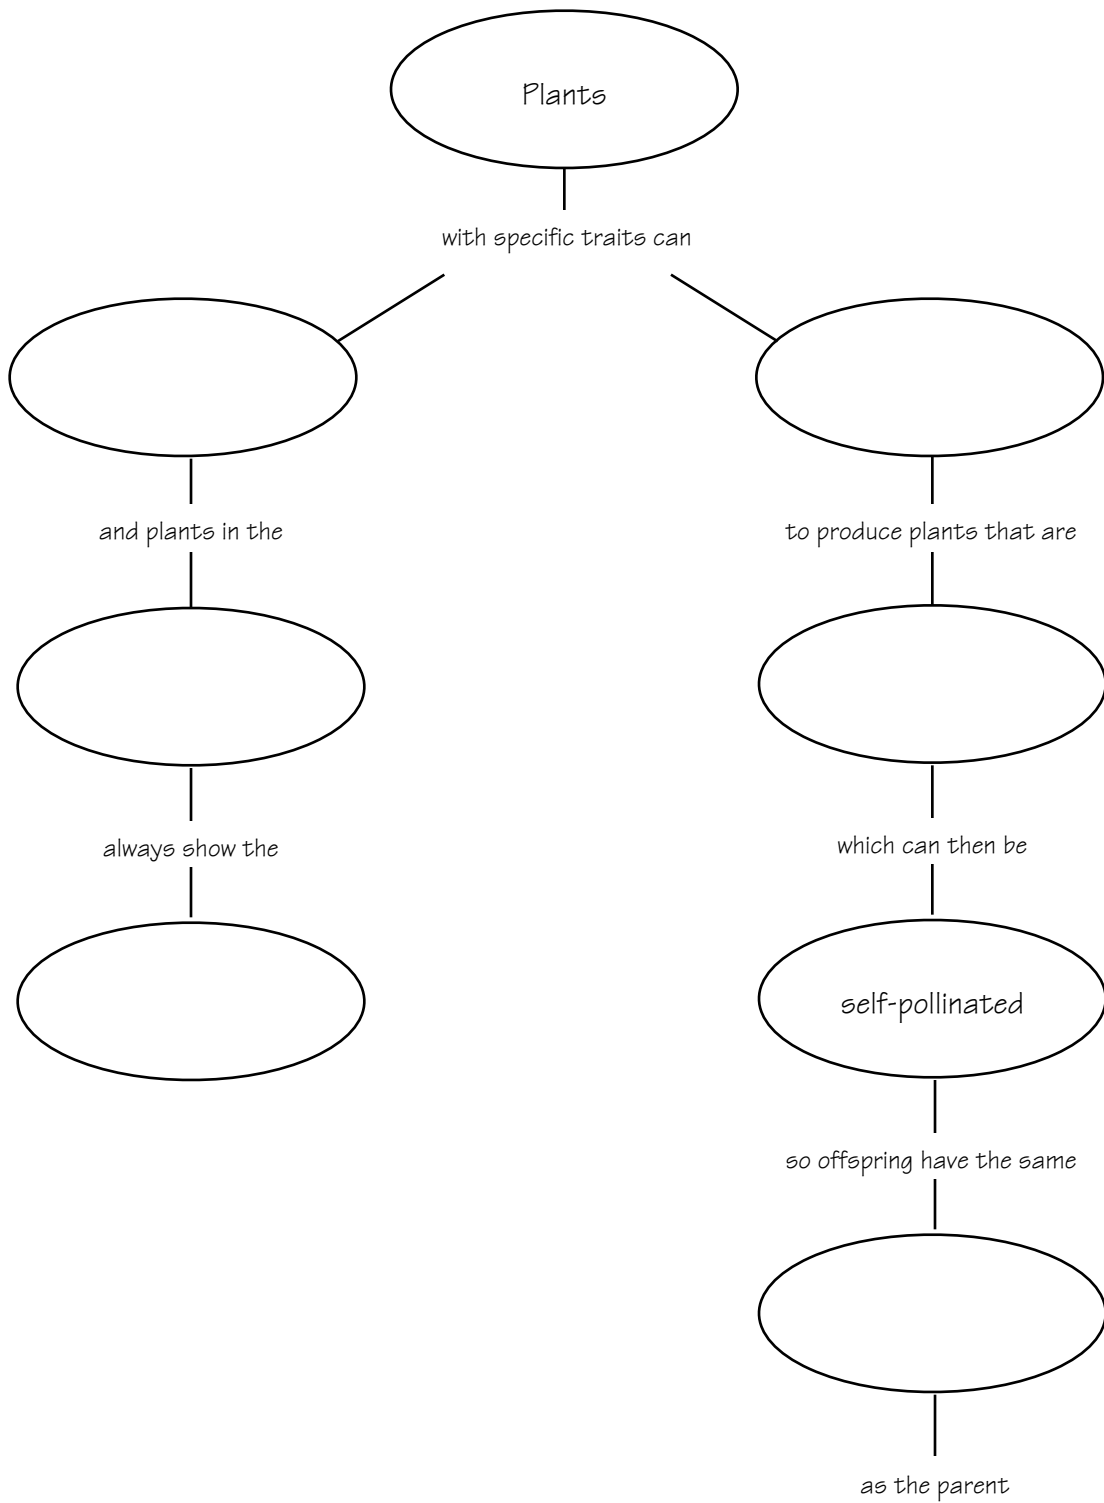 Plants
with specific traits can
and plants in the
to produce plants that are
always show the
which can then be
self-pollinated
so offspring have the same
as the parent